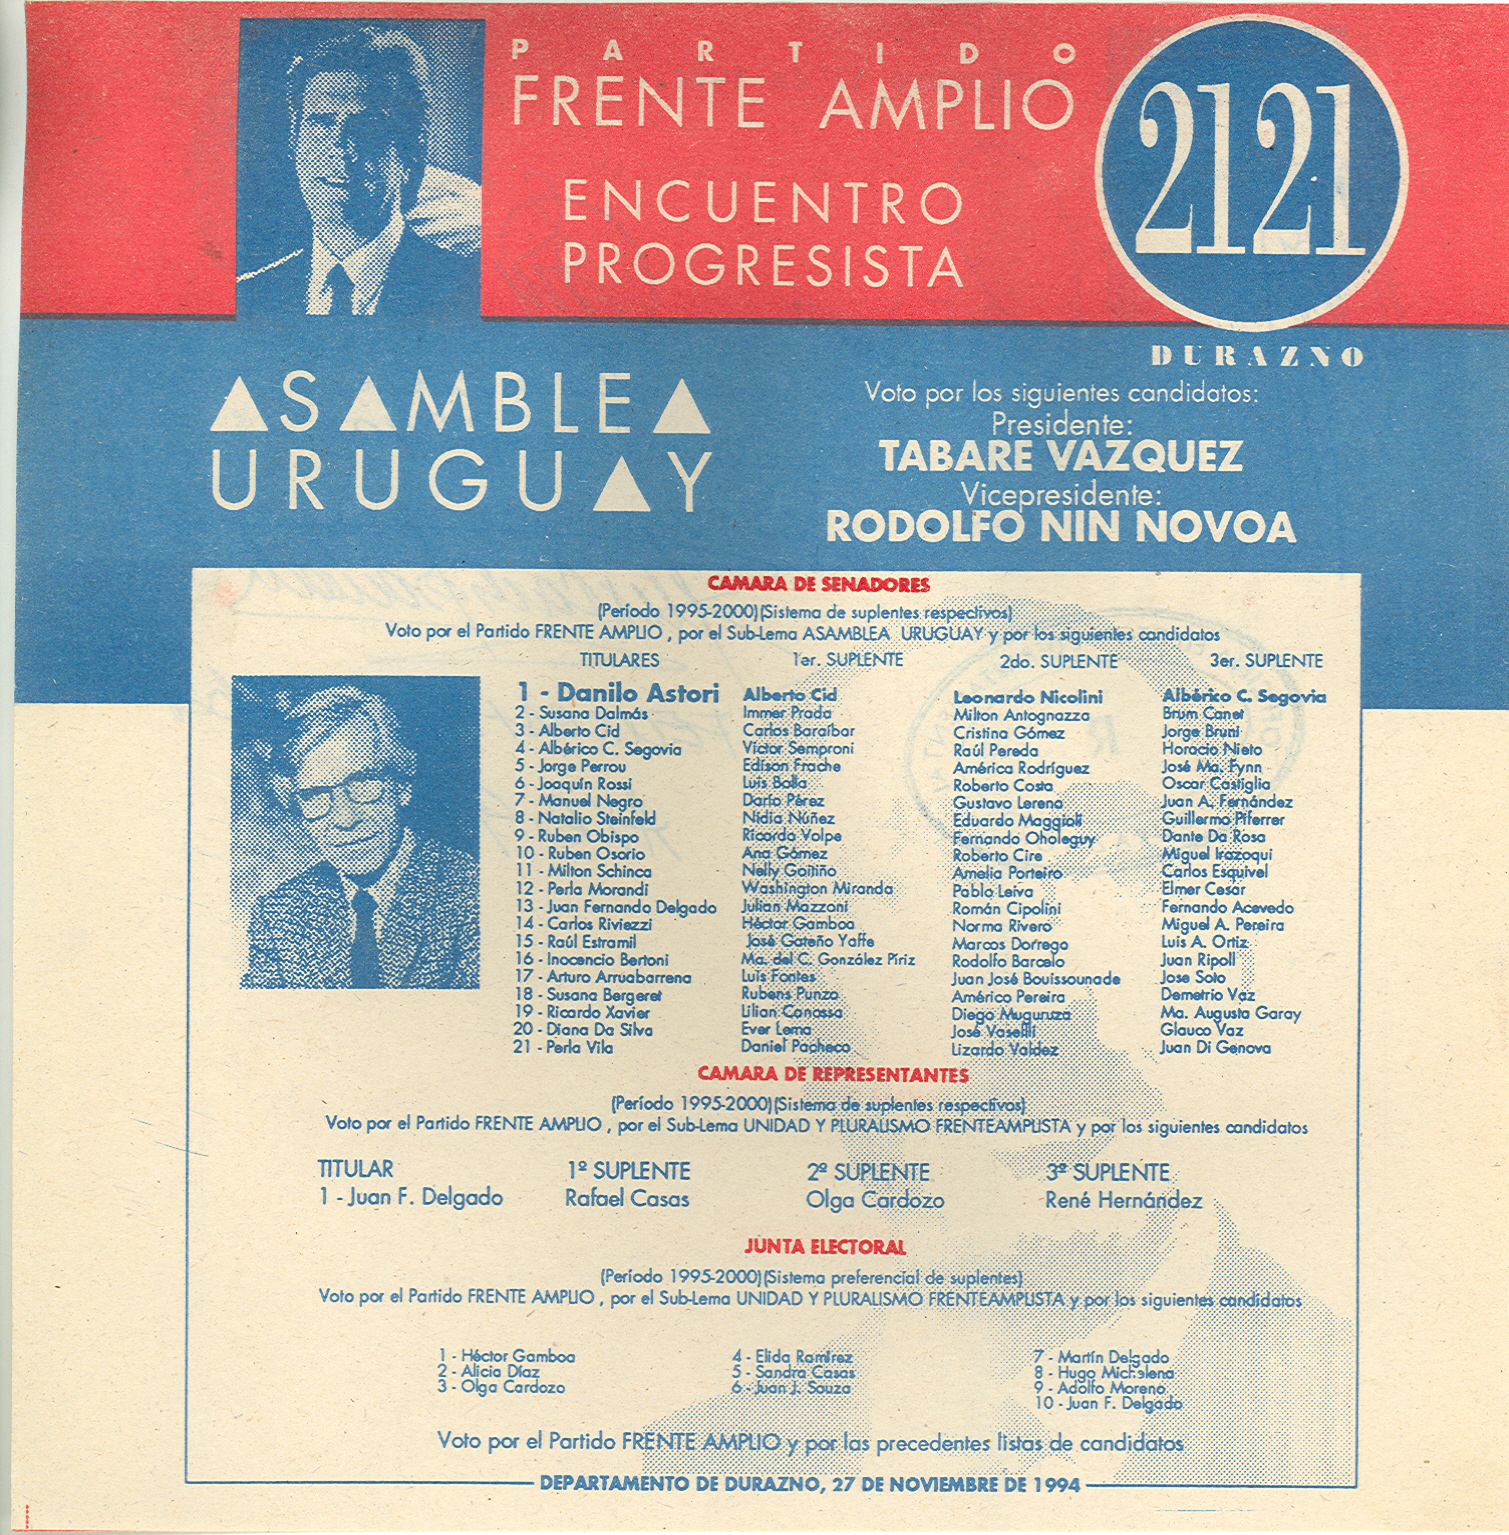 PARTIDO
FRENTE AMPLIO
ENCUENTRO
PROGRESISTA
2121
DURAZNO
ASAMBLEA
URUGUAY
Voto por los siguientes candidatos:
Presidente:
TABARE VAZQUEZ
Vicepresidente:
RODOLFO NIN NOVOA
CAMARA DE SENADORES
(Período 1995-2000)(Sistema de suplentes respectivos)
Voto por el Partido FRENTE AMPLIO , por el Sub-Lema ASAMBLEA URUGUAY y por los siguientes candidatos
TITULARES 1er. SUPLENTE 2do. SUPLENTE 3er. SUPLENTE
1 - Danilo Astori Alberto Cid Leonardo Nicolini Albérico C. Segovia
2 - Susana Dalmás Immer Prada Milton Antognazza Brum Canet
3 - Alberto Cid Carlos Baraíbar Cristina Gómez Jorge Bruni
4 - Albérico C. Segovia Víctor Semproni Raúl Pereda Horacio Nieto
5 - Jorge Perrou Edison Frache América Rodríguez José Ma. Fynn
6 - Joaquín Rossi Luis Bolla Roberto Costa Oscar Castiglia
7 - Manuel Negro Darío Pérez Gustavo Lerena Juan A. Fernández
8 - Natalio Steinfeld Nidia Núñez Eduardo Maggioli Guillermo Piferrer
9 - Ruben Obispo Ricardo Volpe Fernando Oholeguy Dante Da Rosa
10 - Ruben Osorio Ana Gómez Roberto Cire Miguel Irazoqui
11 - Milton Schinca Nelly Goitiño Amelia Porteiro Carlos Esquivel
12 - Perla Morandi Washington Miranda Pablo Leiva Elmer Cesar
13 - Juan Fernando Delgado Julian Mazzoni Román Cipolini Fernando Acevedo
14 - Carlos Riviezzi Héctor Gamboa Norma Rivero Miguel A. Pereira
15 - Raúl Estramil José Gateño Yaffe Marcos Dorrego Luis A. Ortiz
16 - Inocencio Bertoni Ma. del C. González Piriz Rodolfo Barcelo Juan Ripoll
17 - Arturo Arruabarrena Luis Fontes Juan José Bouissounade Jose Soto
18 - Susana Bergeret Rubens Punzo Américo Pereira Demetrio Vaz
19 - Ricardo Xavier Lilian Canossa Diego Muguruza Ma. Augusta Garay
20 - Diana Da Silva Ever Lema José Glauco Vaz
21 - Perla Vila Daniel Pacheco Lizardo Valdez Juan Di Genova
CAMARA DE REPRESENTANTES
(Período 1995-2000)(Sistema de suplentes respectivos)
Voto por el Partido FRENTE AMPLIO , por el Sub-Lema UNIDAD Y PLURALISMO FRENTEAMPLISTA y por los siguientes candidatos
TITULAR 1º SUPLENTE 2º SUPLENTE 3º SUPLENTE
1 - Juan F. Delgado Rafael Casas Olga Cardozo René Hernández
JUNTA ELECTORAL
(Período 1995-2000)(Sistema preferencial de suplentes)
Voto por el Partido FRENTE AMPLIO , por el Sub-Lema UNIDAD Y PLURALISMO FRENTEAMPLISTA y por los siguientes candidatos
1 - Héctor Gamboa 4 - Elida Ramírez 7 - Martín Delgado
2 - Alicia Díaz 5 - Sandra Casas 8 - Hugo Michelena
3 - Olga Cardozo 6 - Juan J. Souza 9 - Adolfo Moreno
10 - Juan F. Delgado
Voto por el Partido FRENTE AMPLIO y por las precedentes listas de candidatos
DEPARTAMENTO DE DURAZNO, 27 DE NOVIEMBRE DE 1994